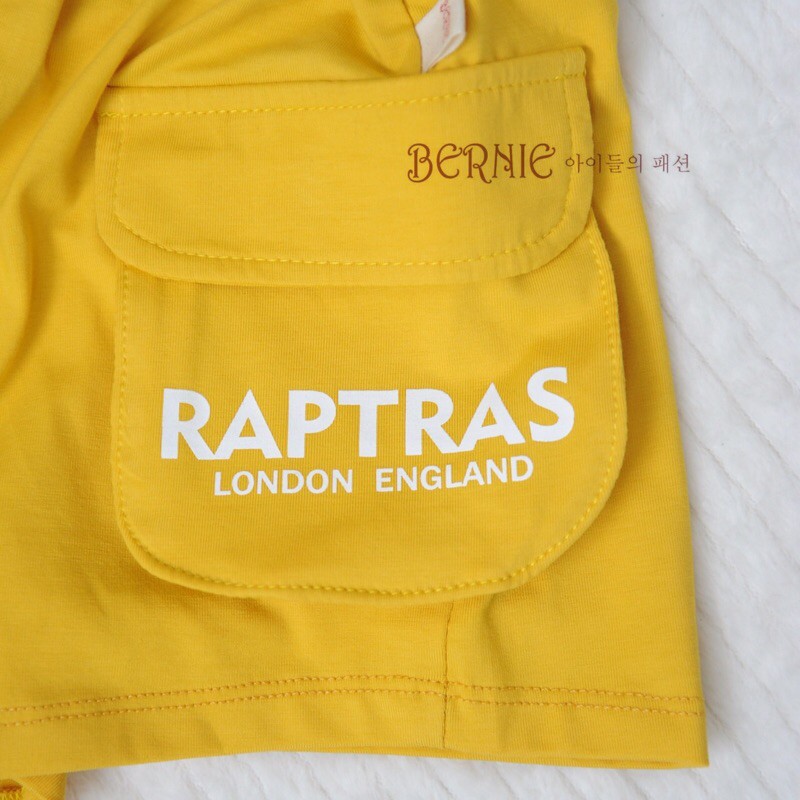 BERNIE 아이들의 패션
RAPTRAS
LONDON ENGLAND